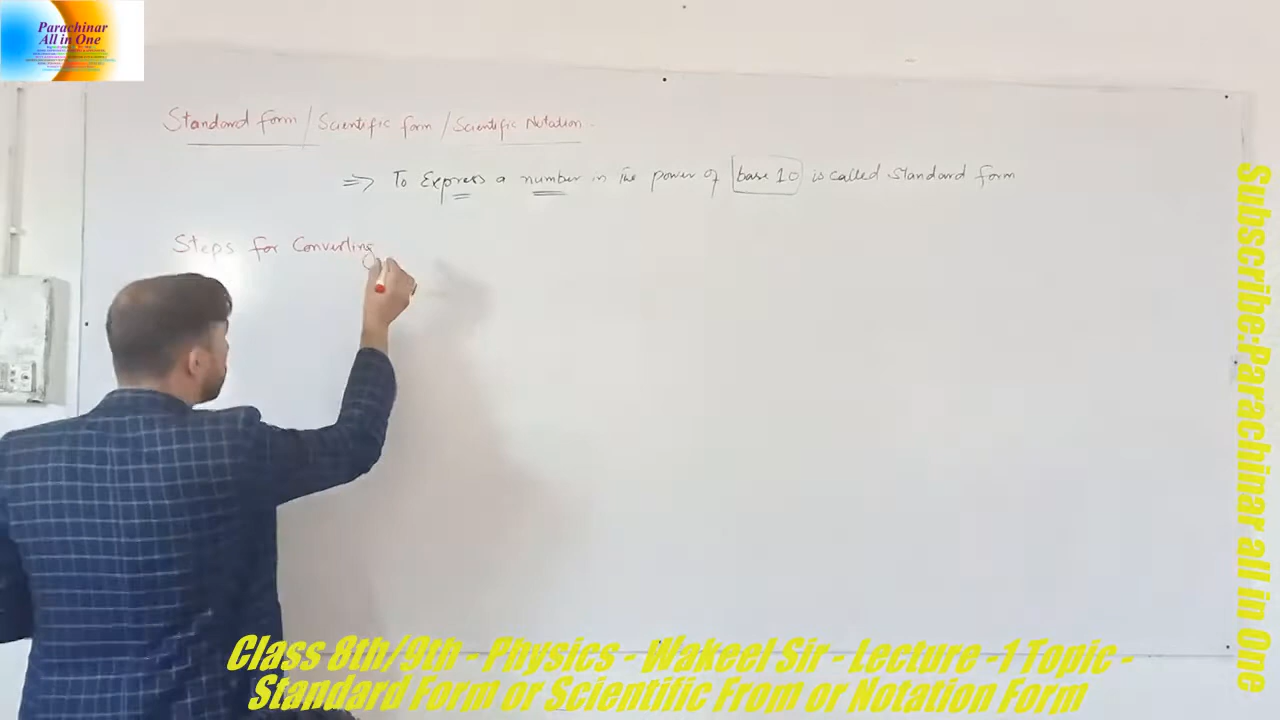 Parachinar
All in One
Standard form / Scientific form / Scientific Notation.
⇒ To Express a number in the power of base 10 is called Standard form
Steps for Converting
Subscribe:Parachinar all in One
Class 8th/9th - Physics - Wakeel Sir - Lecture -1 Topic -
Standard Form or Scientific From or Notation Form